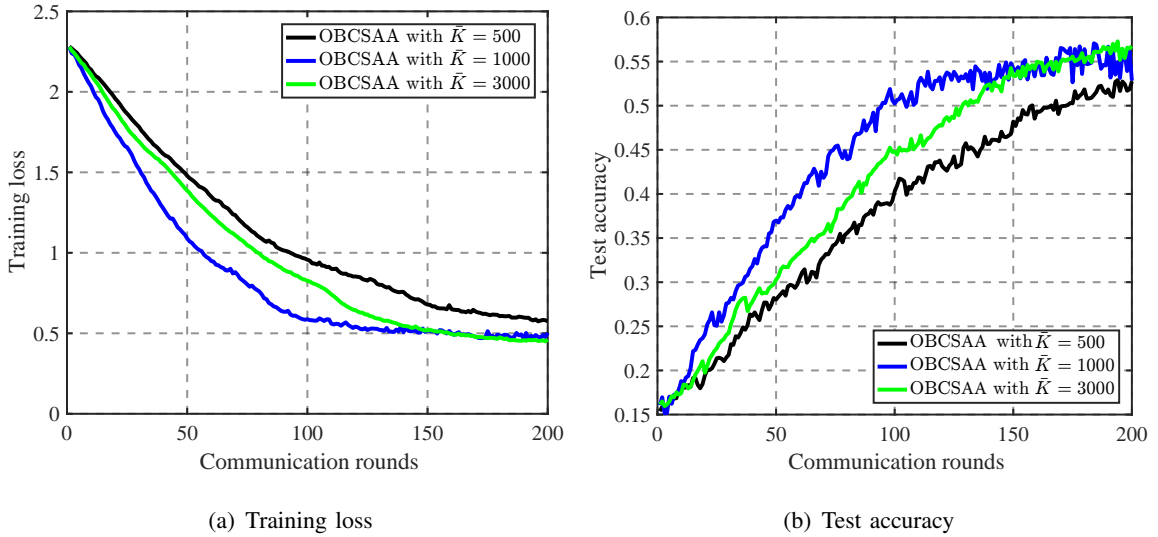 2.5
2
1.5
1
0.5
0
0 50 100 150 200
Training loss
Communication rounds
OBCSAA with K̄ = 500
OBCSAA with K̄ = 1000
OBCSAA with K̄ = 3000
(a) Training loss
0.6
0.55
0.5
0.45
0.4
0.35
0.3
0.25
0.2
0.15
0 50 100 150 200
Test accuracy
Communication rounds
OBCSAA with K̄ = 500
OBCSAA with K̄ = 1000
OBCSAA with K̄ = 3000
(b) Test accuracy